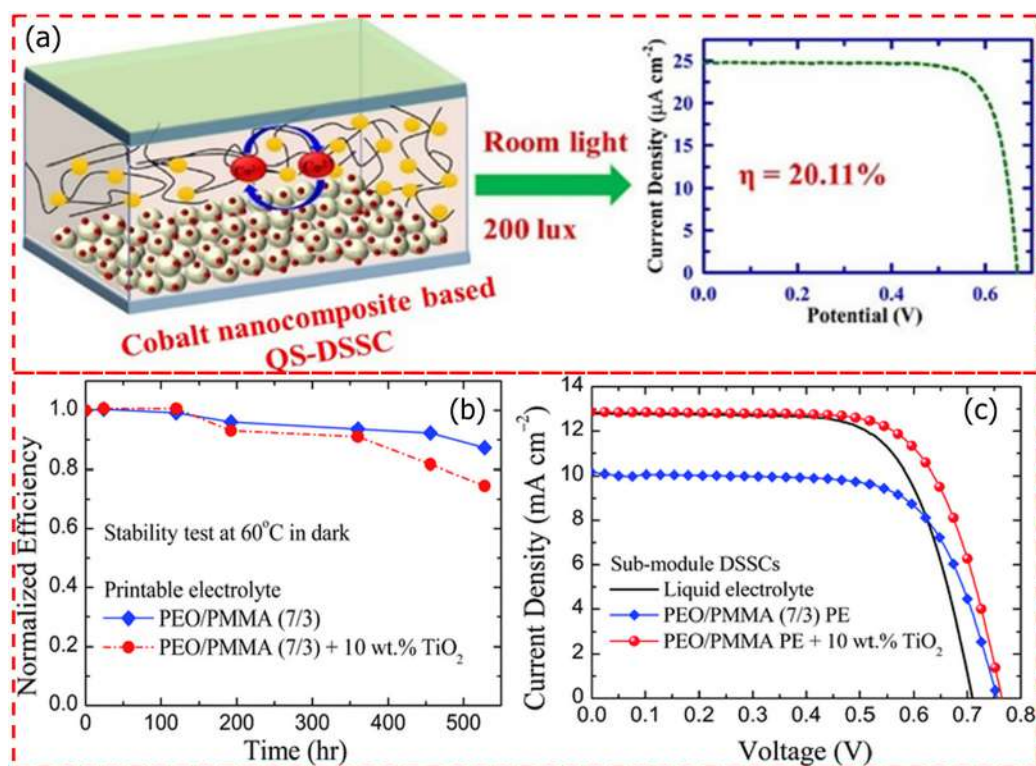 (a)
Room light
200 lux
Cobalt nanocomposite based
QS-DSSC
Current Density (µA cm⁻²)
25
20
15
10
5
0
η = 20.11%
0.0 0.2 0.4 0.6
Potential (V)
(b)
Normalized Efficiency
1.0
0.8
0.6
0.4
0.2
0.0
Stability test at 60°C in dark
Printable electrolyte
PEO/PMMA (7/3)
PEO/PMMA (7/3) + 10 wt.% TiO₂
0 100 200 300 400 500
Time (hr)
(c)
Current Density (mA cm⁻²)
14
12
10
8
6
4
2
0
Sub-module DSSCs
Liquid electrolyte
PEO/PMMA (7/3) PE
PEO/PMMA PE + 10 wt.% TiO₂
0.0 0.1 0.2 0.3 0.4 0.5 0.6 0.7 0.8
Voltage (V)